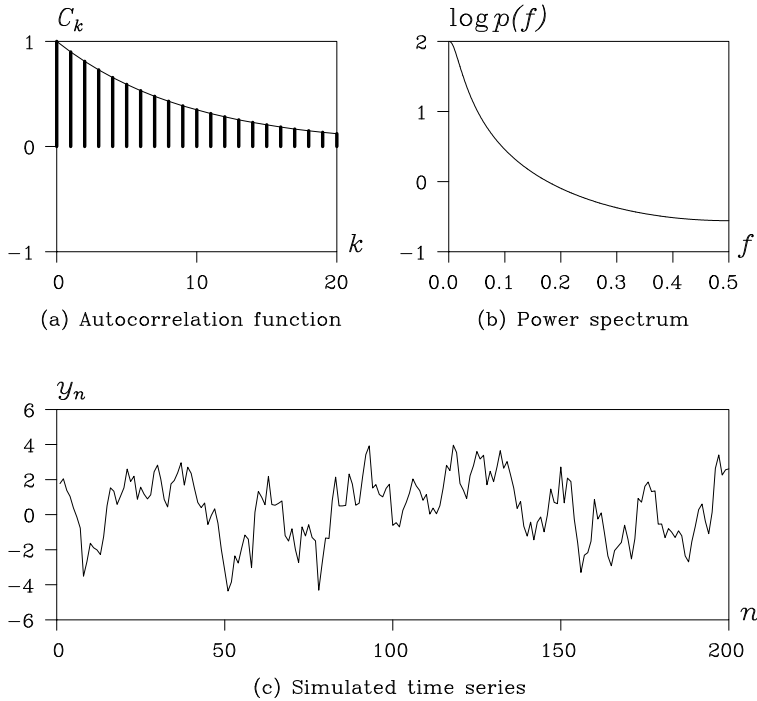 C_k
1
0
−1
0 10 20
k
(a) Autocorrelation function
log p(f)
2
1
0
−1
0.0 0.1 0.2 0.3 0.4 0.5
f
(b) Power spectrum
y_n
6
4
2
0
−2
−4
−6
0 50 100 150 200
n
(c) Simulated time series